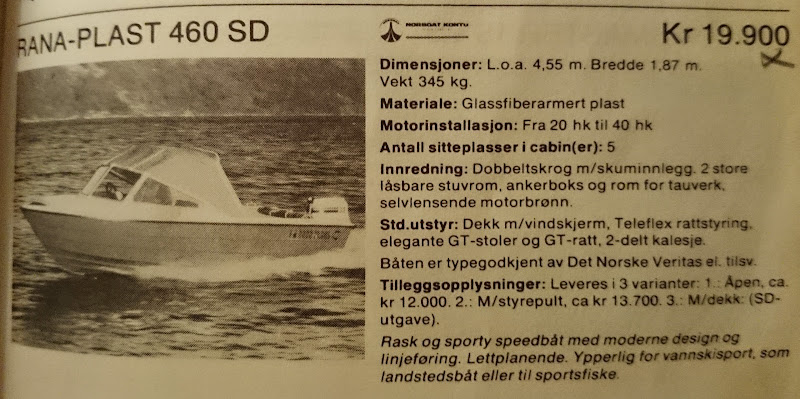 RANA-PLAST 460 SD
NORBOAT KONTU
Kr 19.900
Dimensjoner: L.o.a. 4,55 m. Bredde 1,87 m.
Vekt 345 kg.
Materiale: Glassfiberarmert plast
Motorinstallasjon: Fra 20 hk til 40 hk
Antall sitteplasser i cabin(er): 5
Innredning: Dobbeltskrog m/skuminnlegg. 2 store
låsbare stuvrom, ankerboks og rom for tauverk,
selvlensende motorbrønn.
Std.utstyr: Dekk m/vindskjerm, Teleflex rattstyring,
elegante GT-stoler og GT-ratt, 2-delt kalesje.
Båten er typegodkjent av Det Norske Veritas el. tilsv.
Tilleggsopplysninger: Leveres i 3 varianter: 1.: Åpen, ca.
kr 12.000. 2.: M/styrepult, ca kr 13.700. 3.: M/dekk: (SD-
utgave).
Rask og sporty speedbåt med moderne design og
linjeføring. Lettplanende. Ypperlig for vannskisport, som
landstedsbåt eller til sportsfiske.